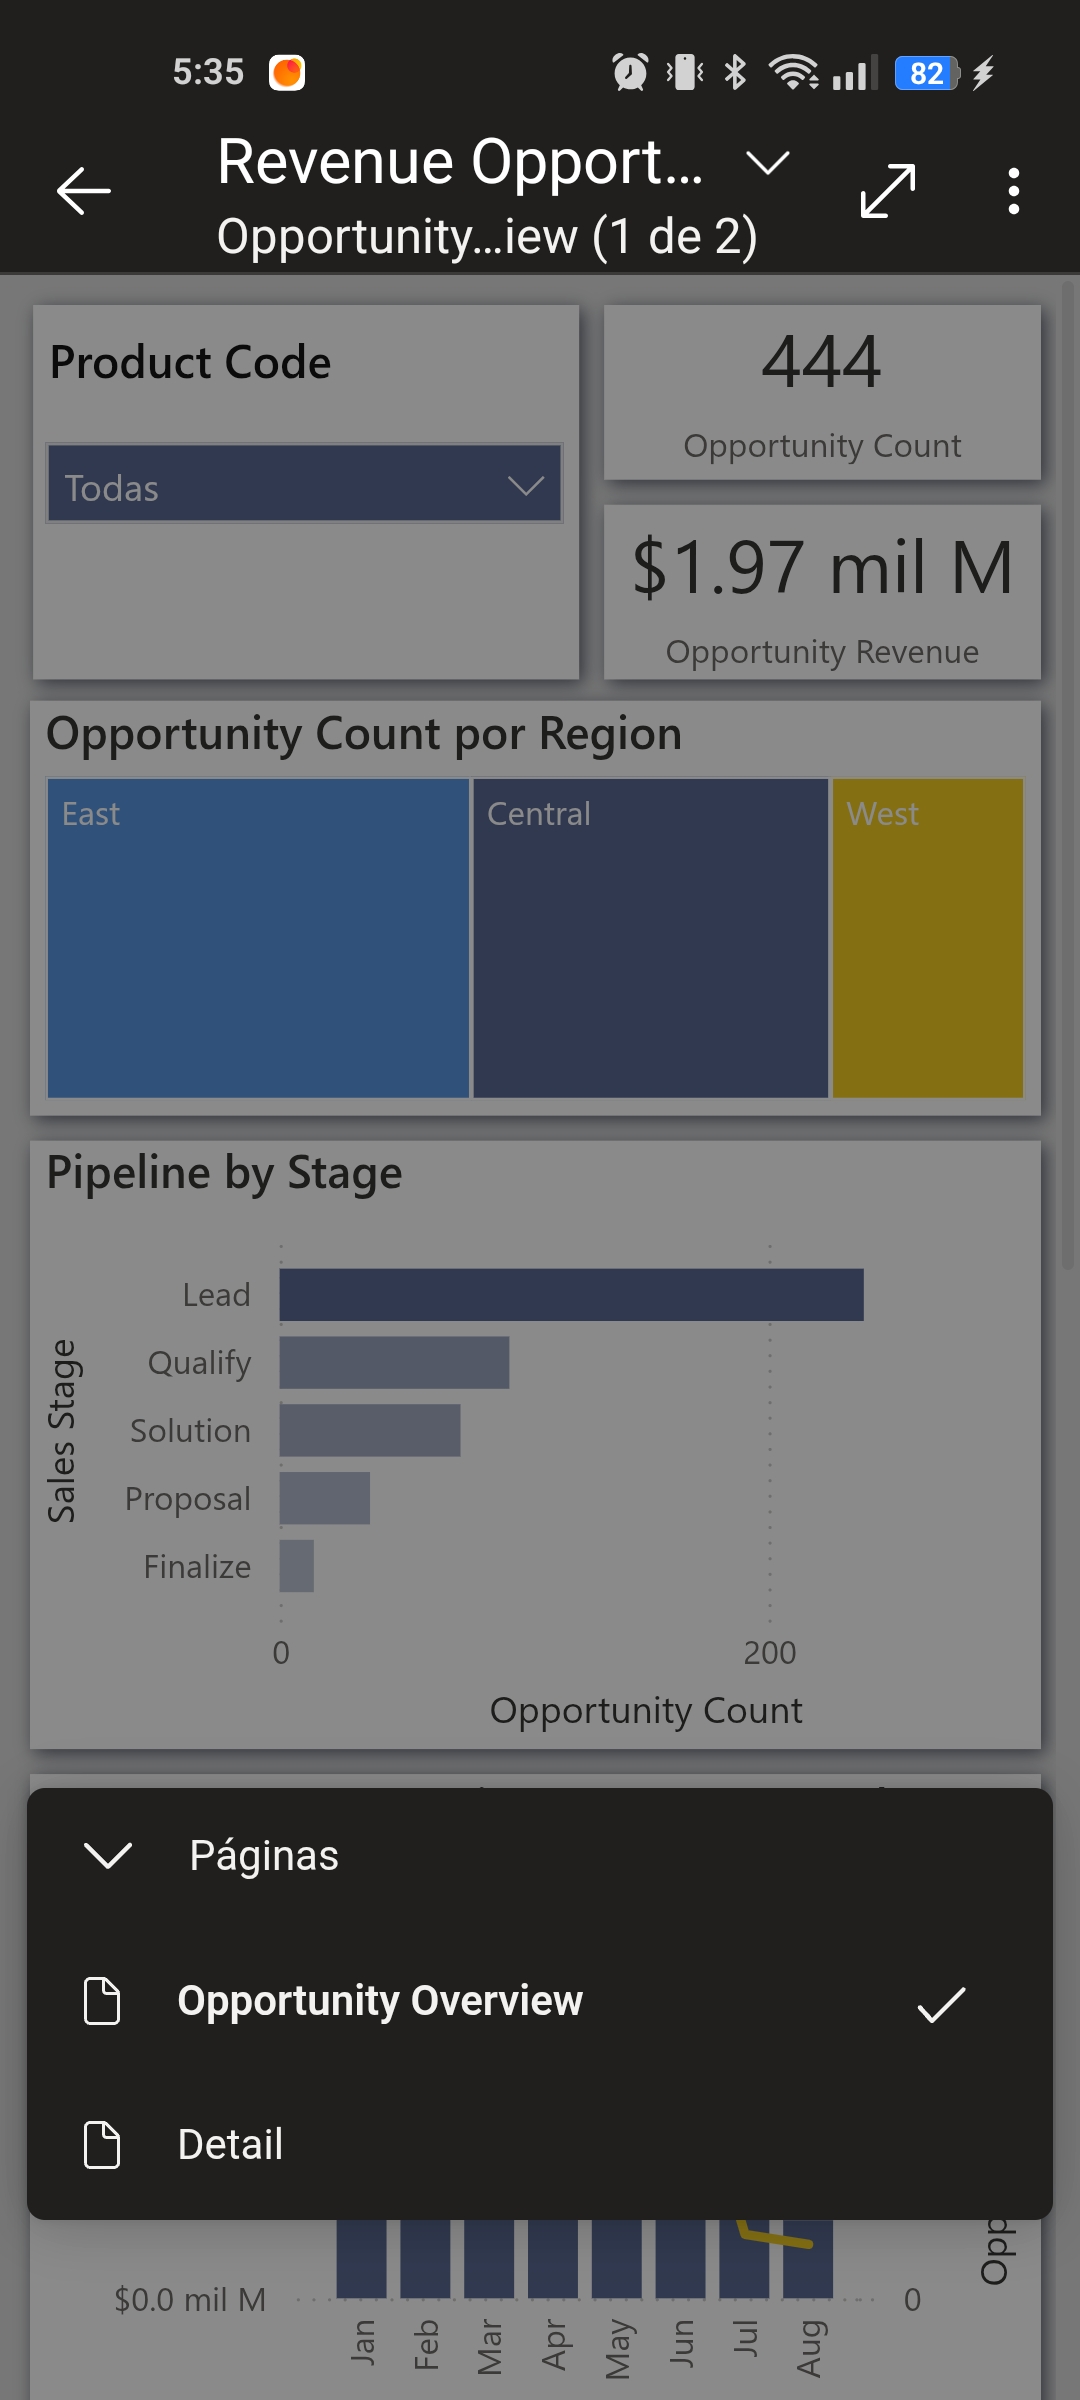 5:35
82
Revenue Opport...
Opportunity...iew (1 de 2)
Product Code
Todas
444
Opportunity Count
$1.97 mil M
Opportunity Revenue
Opportunity Count por Region
East
Central
West
Pipeline by Stage
Sales Stage
Lead
Qualify
Solution
Proposal
Finalize
0
200
Opportunity Count
Páginas
Opportunity Overview
Detail
$0.0 mil M
0
Opp
Jan
Feb
Mar
Apr
May
Jun
Jul
Aug